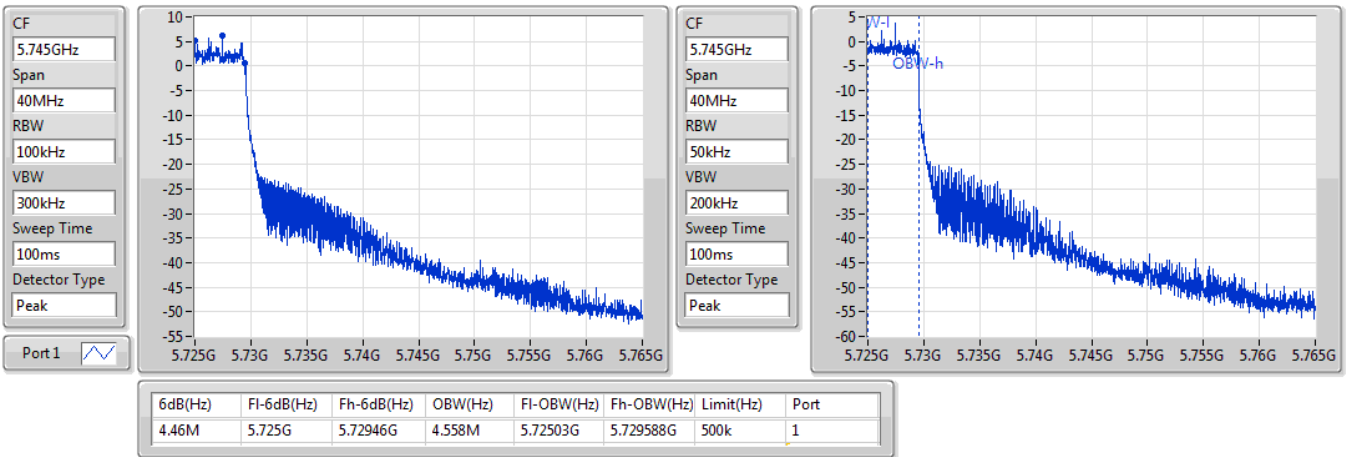 CF
5.745GHz
Span
40MHz
RBW
100kHz
VBW
300kHz
Sweep Time
100ms
Detector Type
Peak
Port 1
10
5
0
-5
-10
-15
-20
-25
-30
-35
-40
-45
-50
-55
5.725G 5.73G 5.735G 5.74G 5.745G 5.75G 5.755G 5.76G 5.765G
CF
5.745GHz
Span
40MHz
RBW
50kHz
VBW
200kHz
Sweep Time
100ms
Detector Type
Peak
5
0
-5
-10
-15
-20
-25
-30
-35
-40
-45
-50
-55
-60
W-l
OBW-h
5.725G 5.73G 5.735G 5.74G 5.745G 5.75G 5.755G 5.76G 5.765G
6dB(Hz) Fl-6dB(Hz) Fh-6dB(Hz) OBW(Hz) Fl-OBW(Hz) Fh-OBW(Hz) Limit(Hz) Port
4.46M 5.725G 5.72946G 4.558M 5.72503G 5.729588G 500k 1